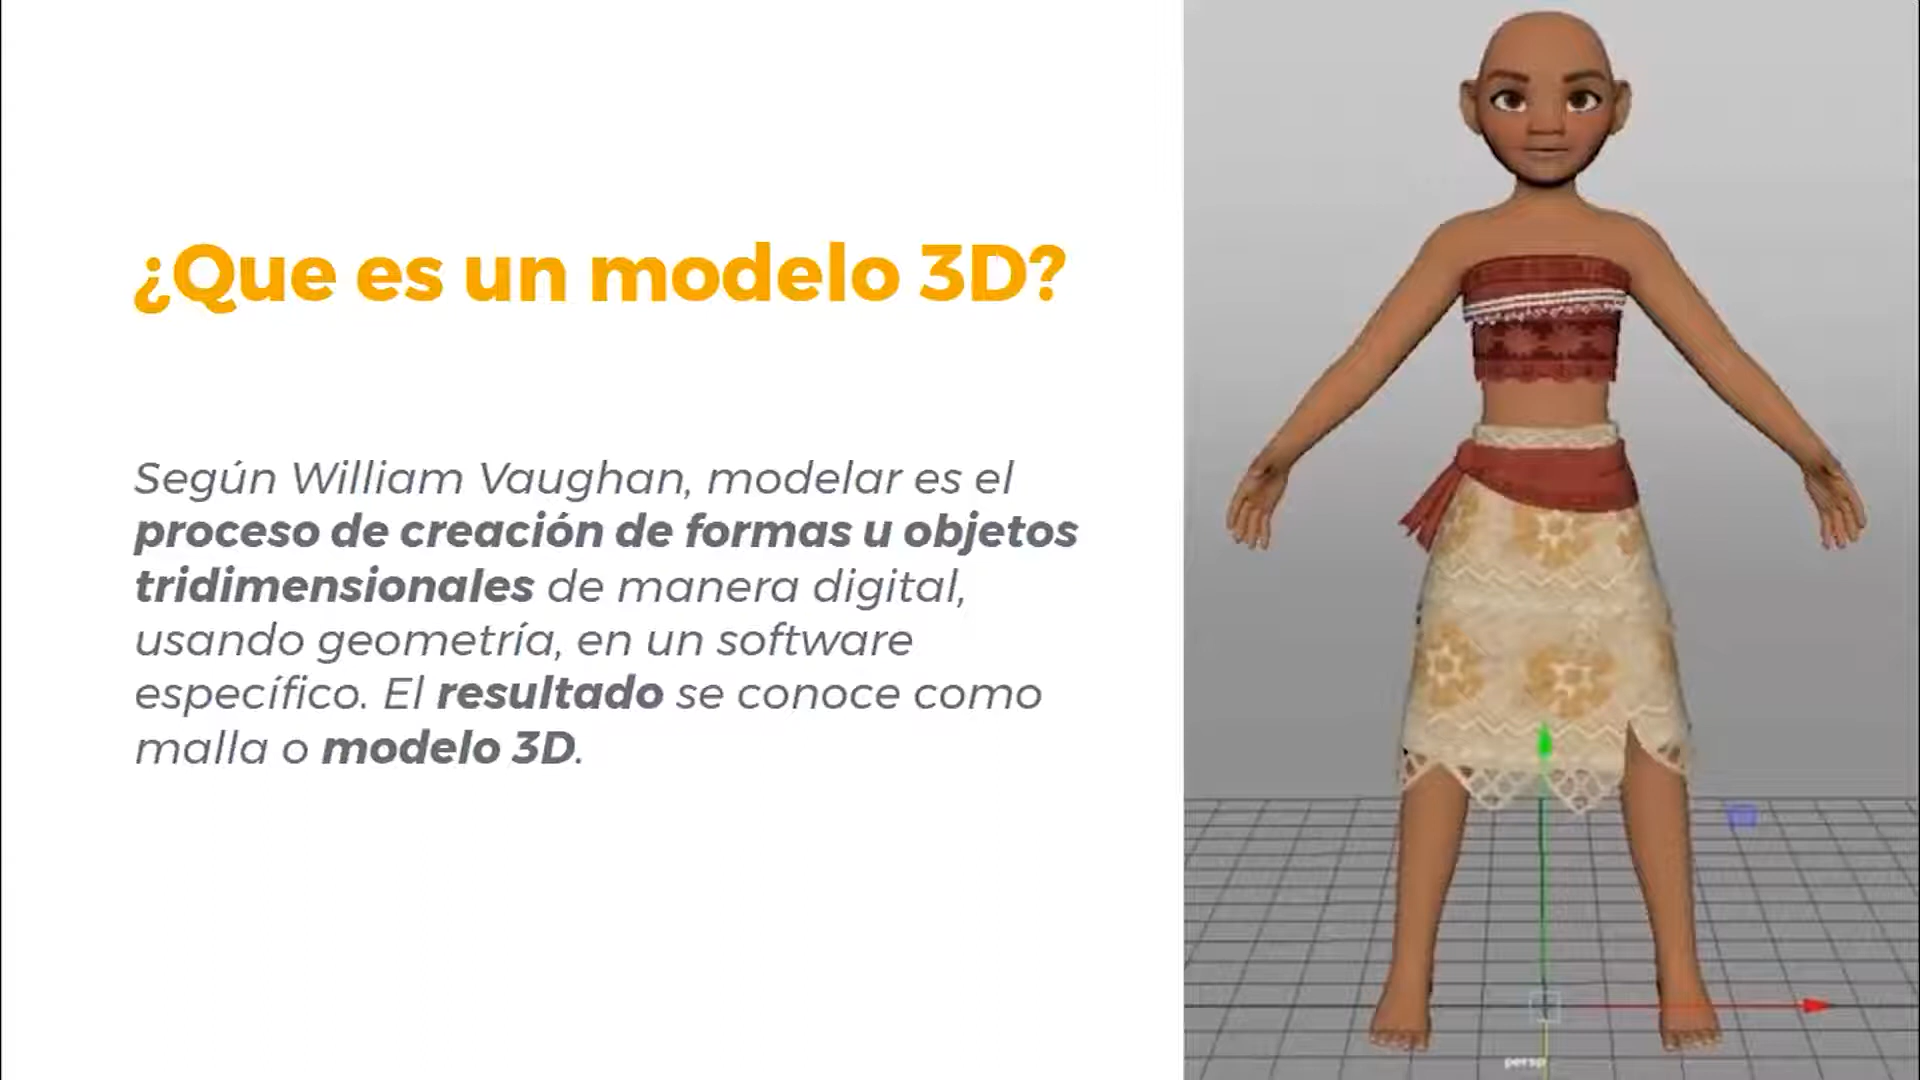 ¿Que es un modelo 3D?
Según William Vaughan, modelar es el
proceso de creación de formas u objetos
tridimensionales de manera digital,
usando geometría, en un software
específico. El resultado se conoce como
malla o modelo 3D.
persp